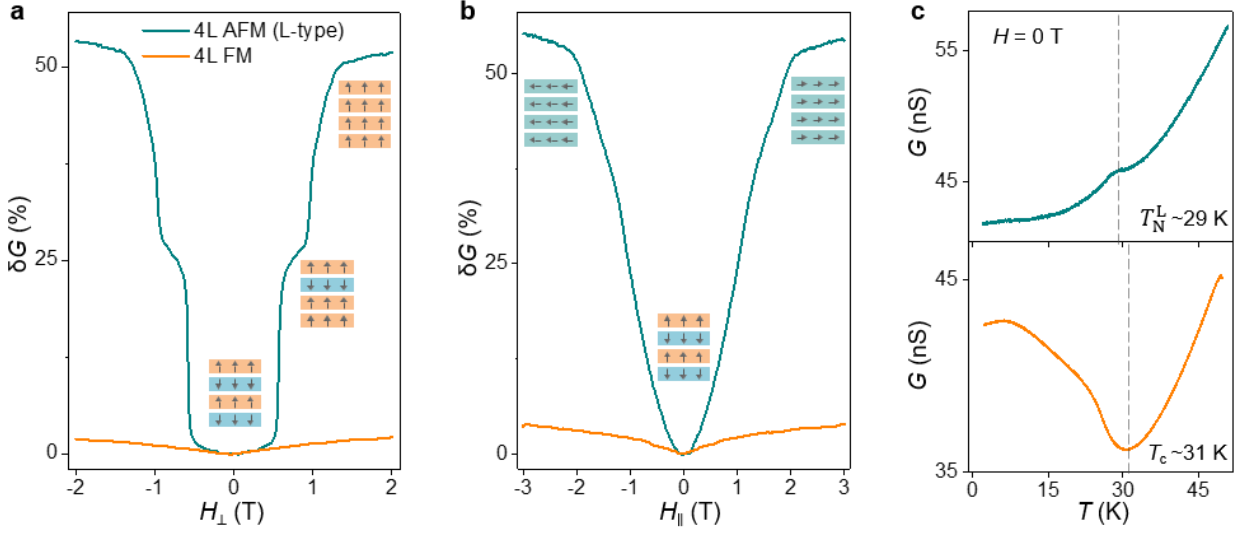 a
4L AFM (L-type)
4L FM
50
25
0
δG (%)
-2 -1 0 1 2
H⊥ (T)
b
50
25
0
δG (%)
-3 -2 -1 0 1 2 3
H∥ (T)
c
H = 0 T
55
45
G (nS)
T_N^L ~29 K
45
35
G (nS)
T_c ~31 K
0 15 30 45
T (K)